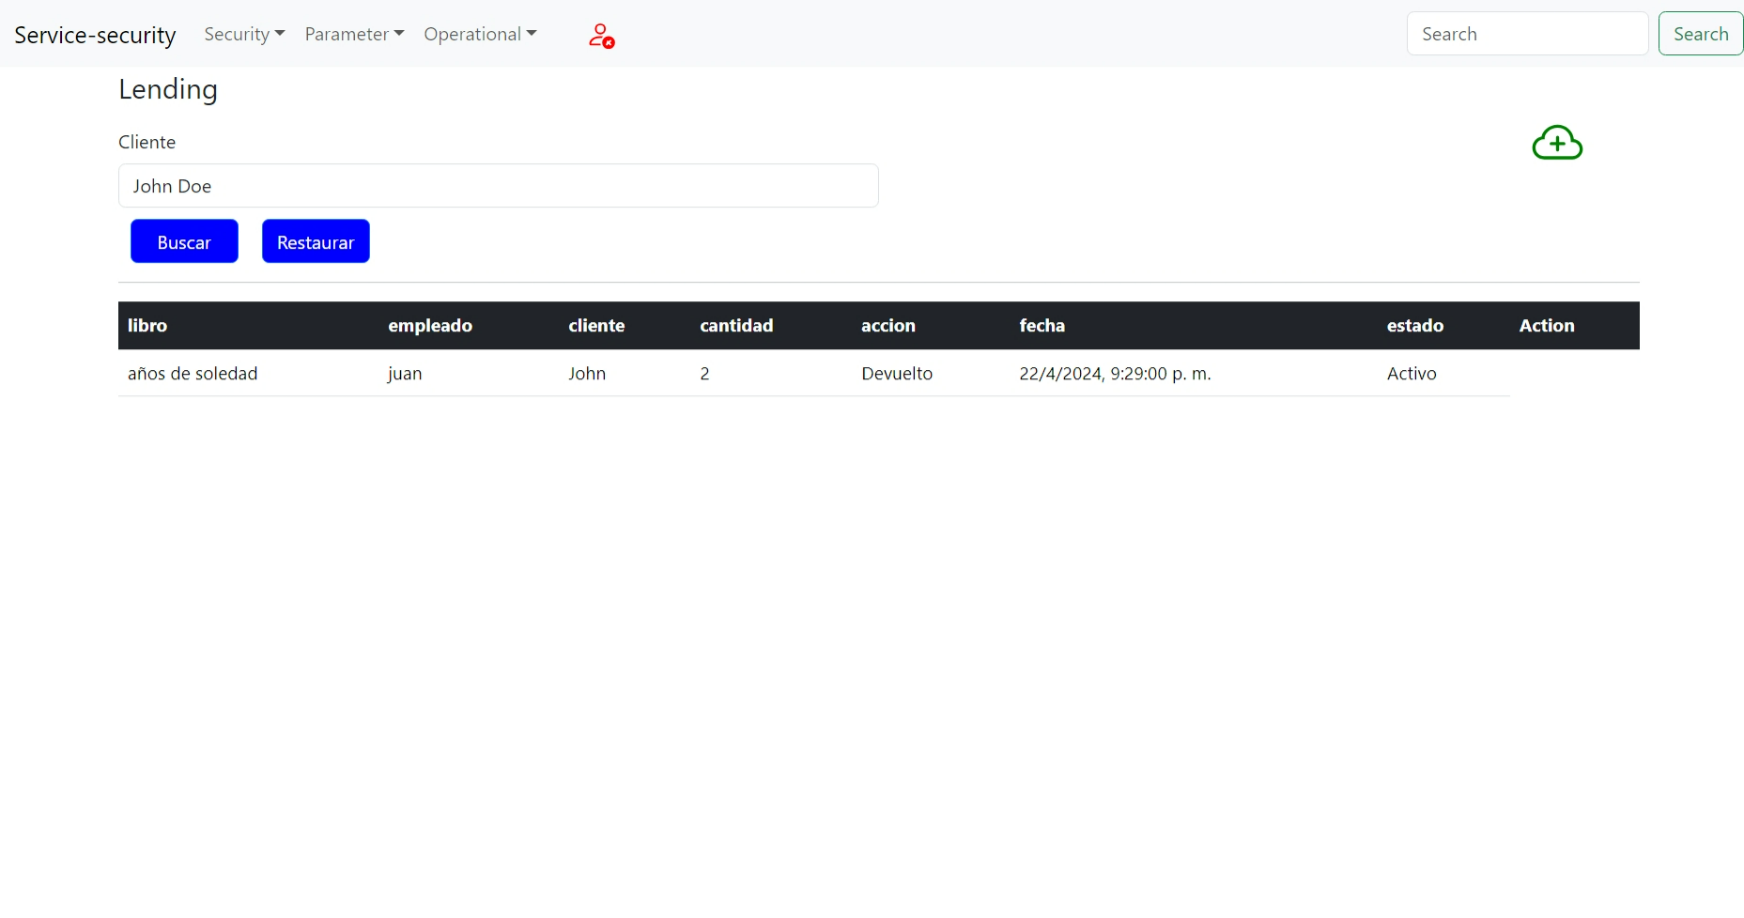 Service-security Security Parameter Operational Search Search
Lending
Cliente
John Doe
Buscar Restaurar
libro empleado cliente cantidad accion fecha estado Action
años de soledad juan John 2 Devuelto 22/4/2024, 9:29:00 p. m. Activo